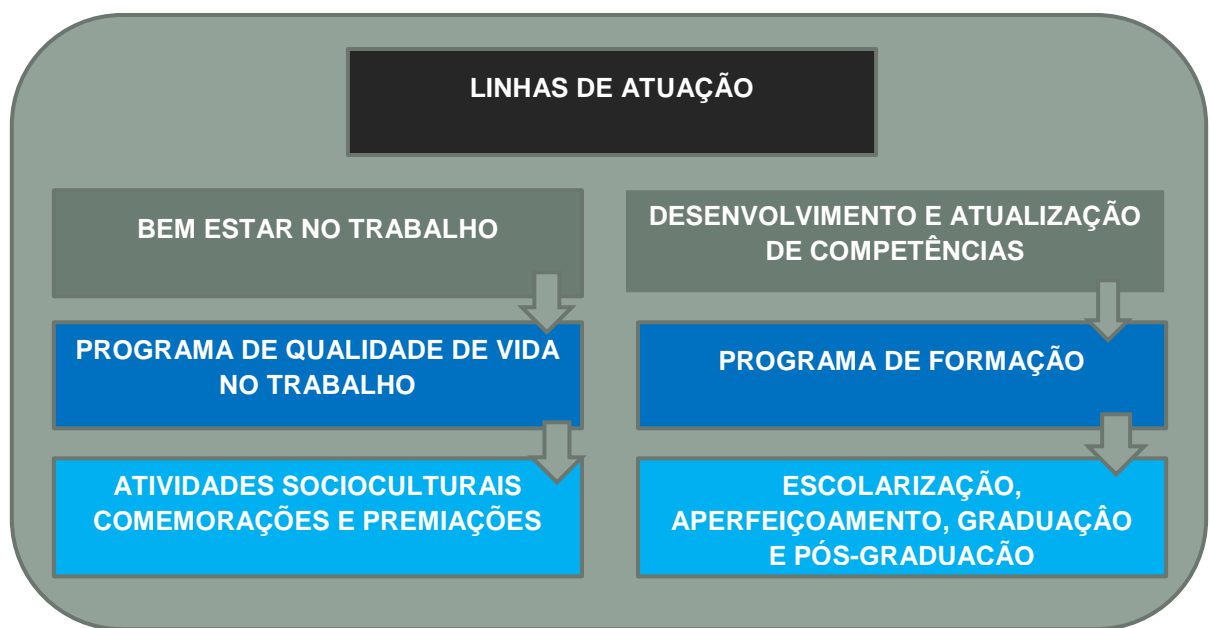 LINHAS DE ATUAÇÃO
BEM ESTAR NO TRABALHO
DESENVOLVIMENTO E ATUALIZAÇÃO
DE COMPETÊNCIAS
PROGRAMA DE QUALIDADE DE VIDA
NO TRABALHO
PROGRAMA DE FORMAÇÃO
ATIVIDADES SOCIOCULTURAIS
COMEMORAÇÕES E PREMIAÇÕES
ESCOLARIZAÇÃO,
APERFEIÇOAMENTO, GRADUAÇÂO
E PÓS-GRADUACÃO